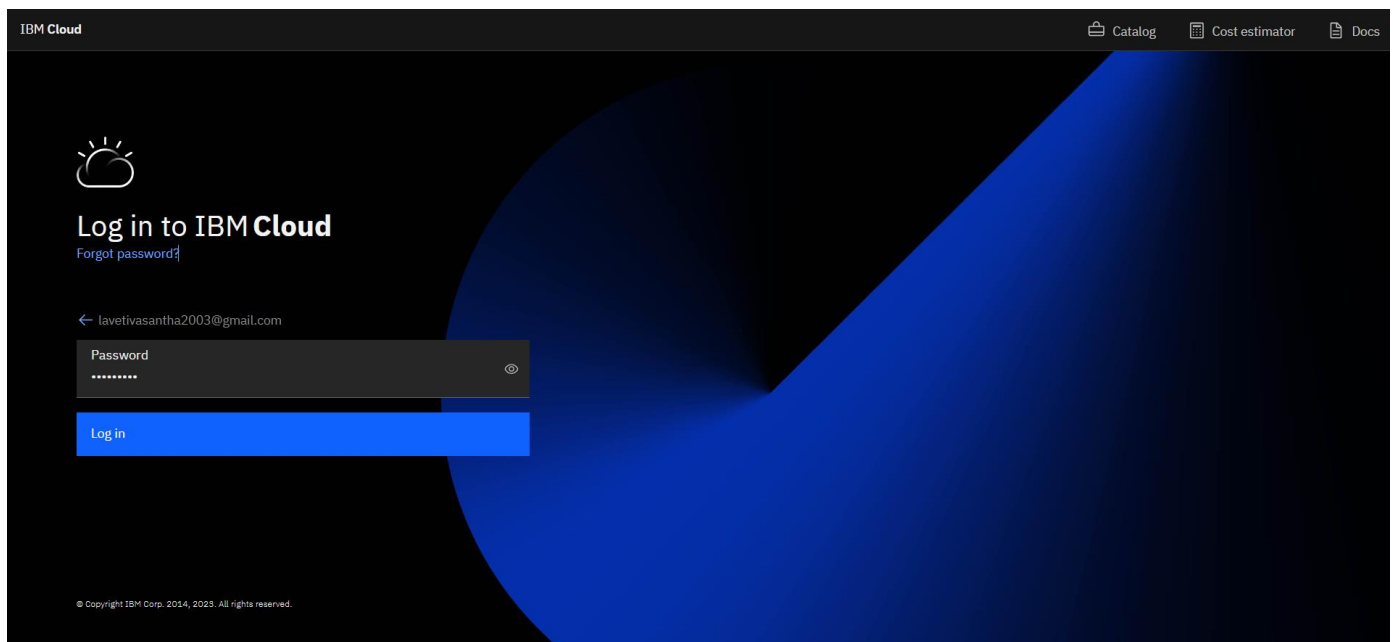 IBM Cloud
Catalog
Cost estimator
Docs
Log in to IBM Cloud
Forgot password?
lavetivasantha2003@gmail.com
Password
•••••••••
Log in
© Copyright IBM Corp. 2014, 2023. All rights reserved.